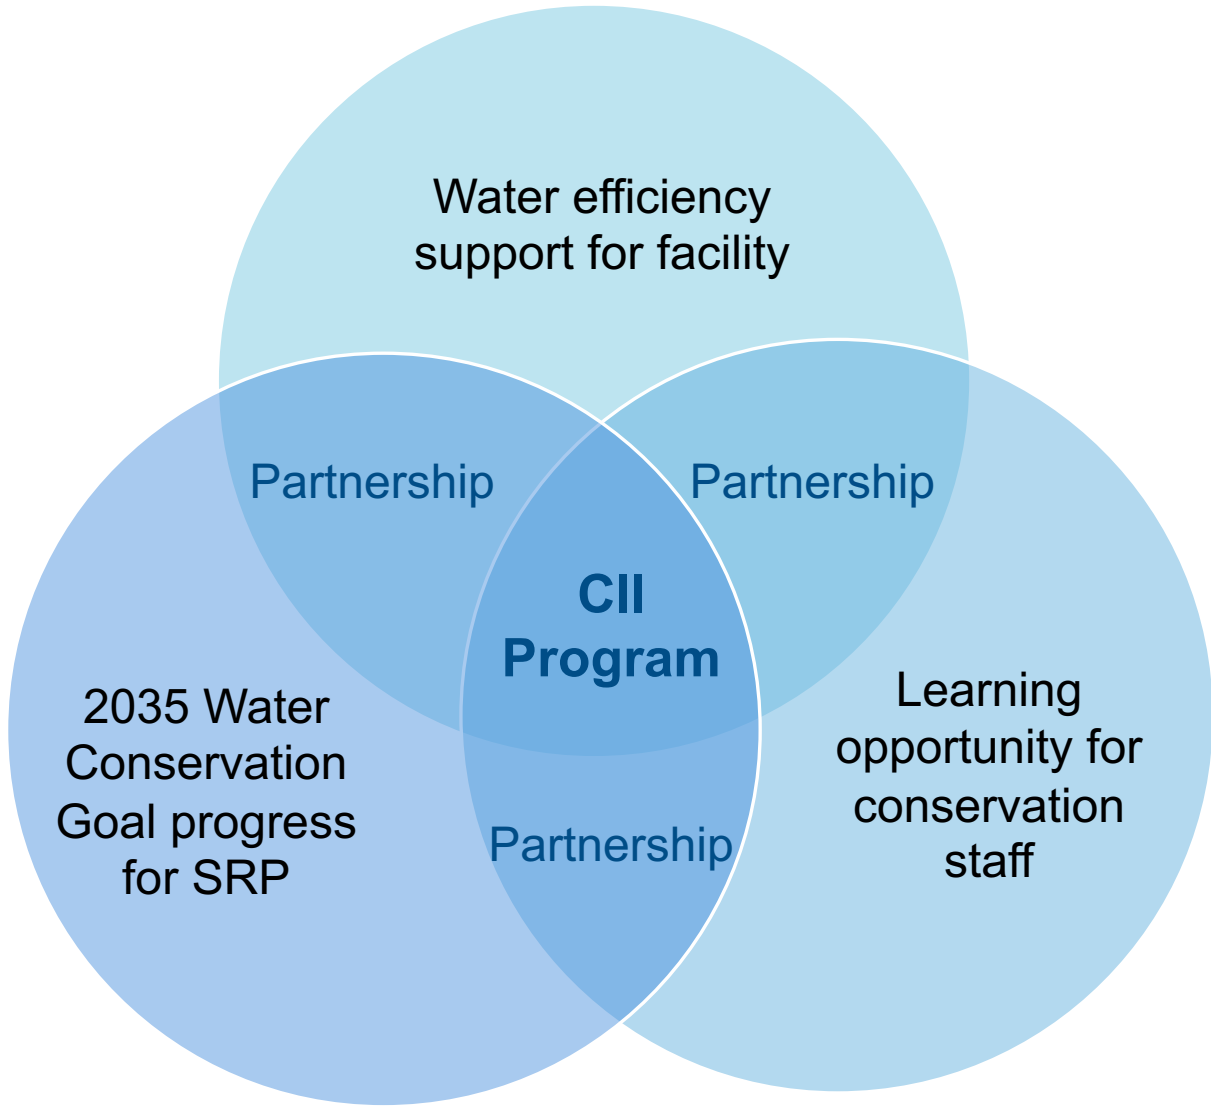 Water efficiency
support for facility
Partnership
Partnership
CII
Program
2035 Water
Conservation
Goal progress
for SRP
Learning
opportunity for
conservation
staff
Partnership